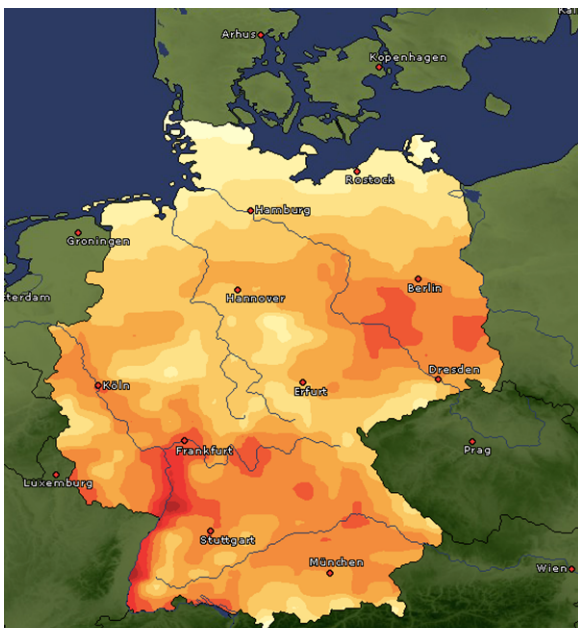 Arhus
Kopenhagen
Rostock
Hamburg
Groningen
Berlin
Hannover
sterdam
Dresden
Köln
Erfurt
Frankfurt
Prag
Luxemburg
Stuttgart
München
Wien